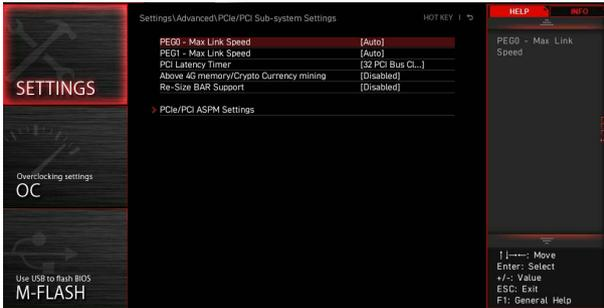 Settings\Advanced\PCIe/PCI Sub-system Settings
HOT KEY | ⮌
HELP
INFO
PEG0 - Max Link Speed [Auto]
PEG1 - Max Link Speed [Auto]
PCI Latency Timer [32 PCI Bus Cl...]
Above 4G memory/Crypto Currency mining [Disabled]
Re-Size BAR Support [Disabled]
PCIe/PCI ASPM Settings
SETTINGS
Overclocking settings
OC
Use USB to flash BIOS
M-FLASH
PEG0 - Max Link
Speed
↑↓→←: Move
Enter: Select
+/-: Value
ESC: Exit
F1: General Help